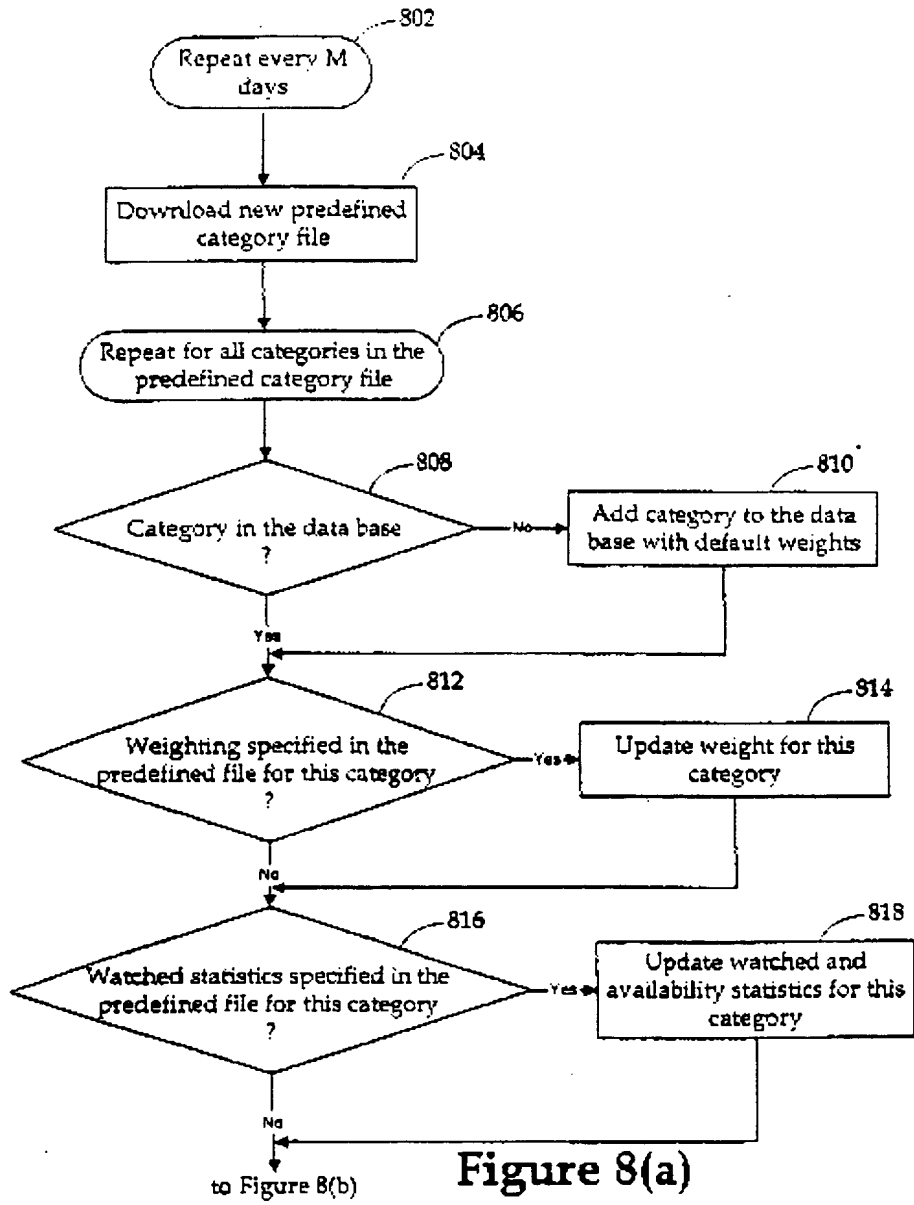 802
Repeat every M
days
804
Download new predefined
category file
806
Repeat for all categories in the
predefined category file
808
Category in the data base
?
No
810
Add category to the data
base with default weights
Yes
812
Weighting specified in the
predefined file for this category
?
Yes
814
Update weight for this
category
No
816
Watched statistics specified in the
predefined file for this category
?
Yes
818
Update watched and
availability statistics for this
category
No
to Figure 8(b)
Figure 8(a)